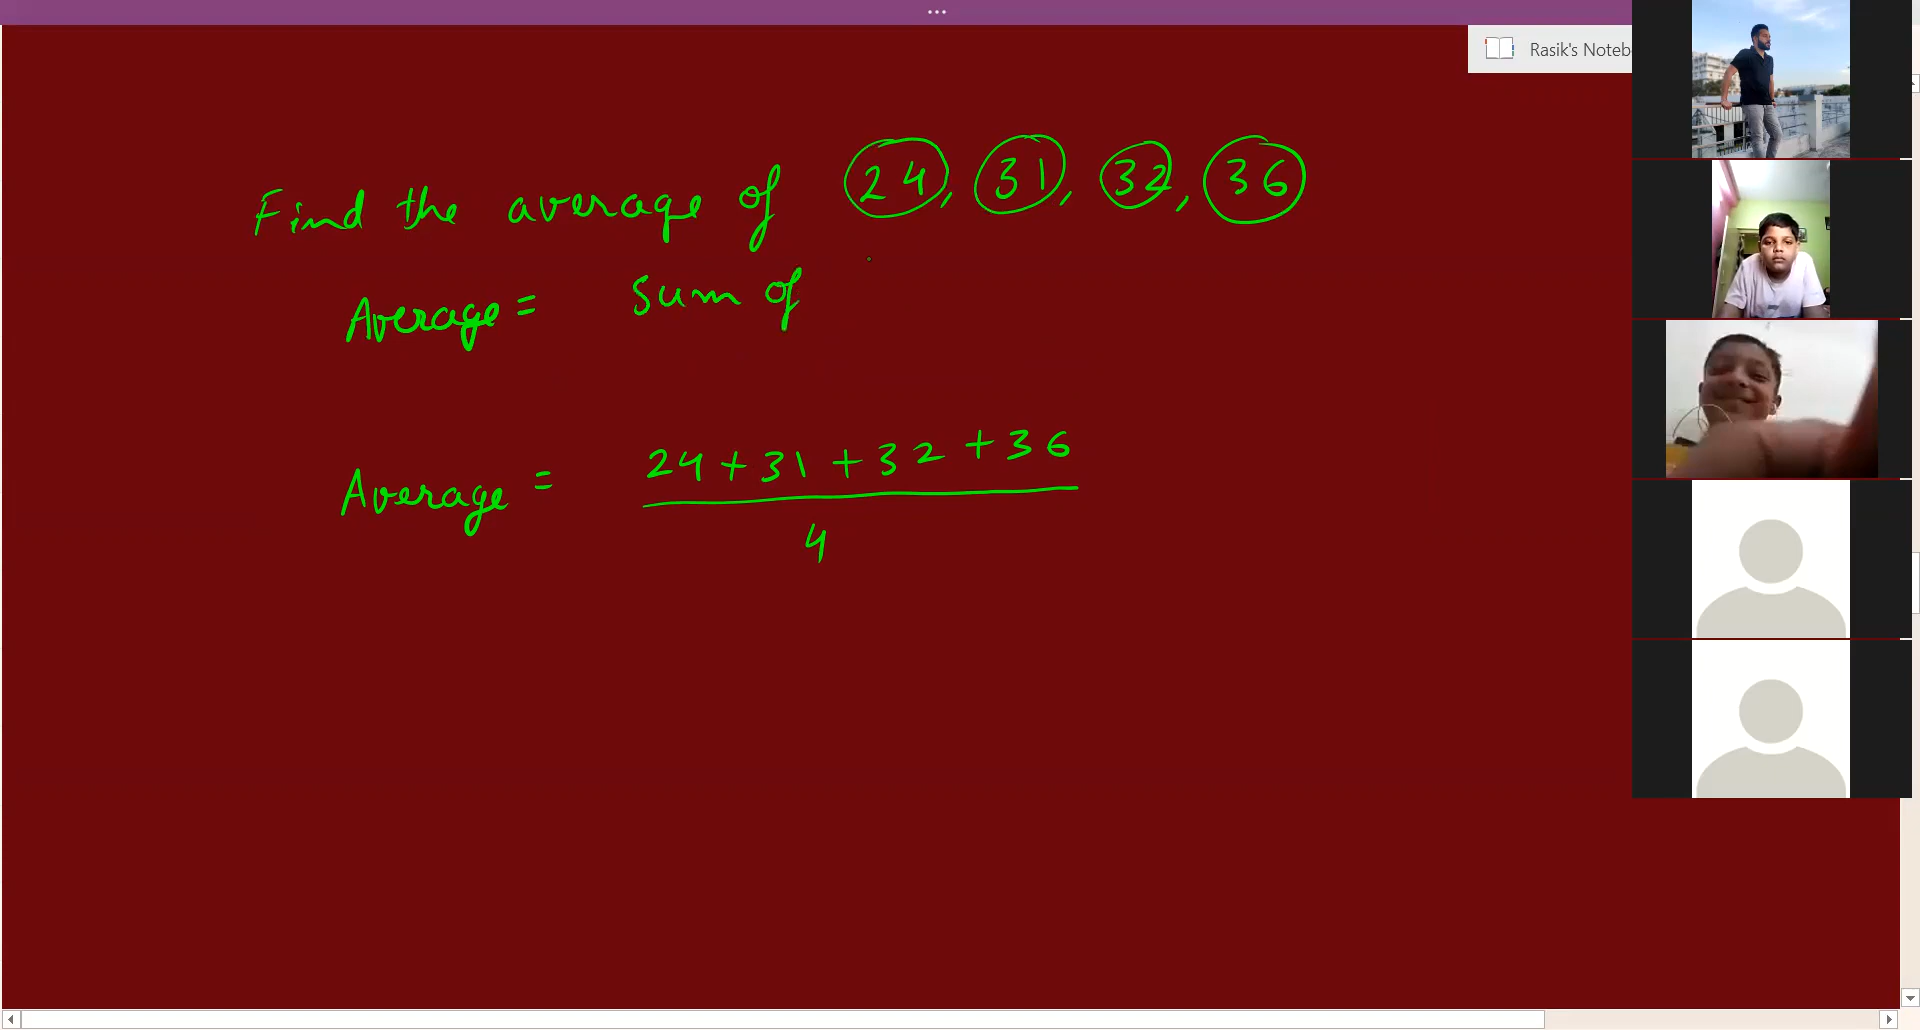 Rasik's Noteb
Find the average of 24, 31, 32, 36
Average = Sum of
Average = 24 + 31 + 32 + 36
4